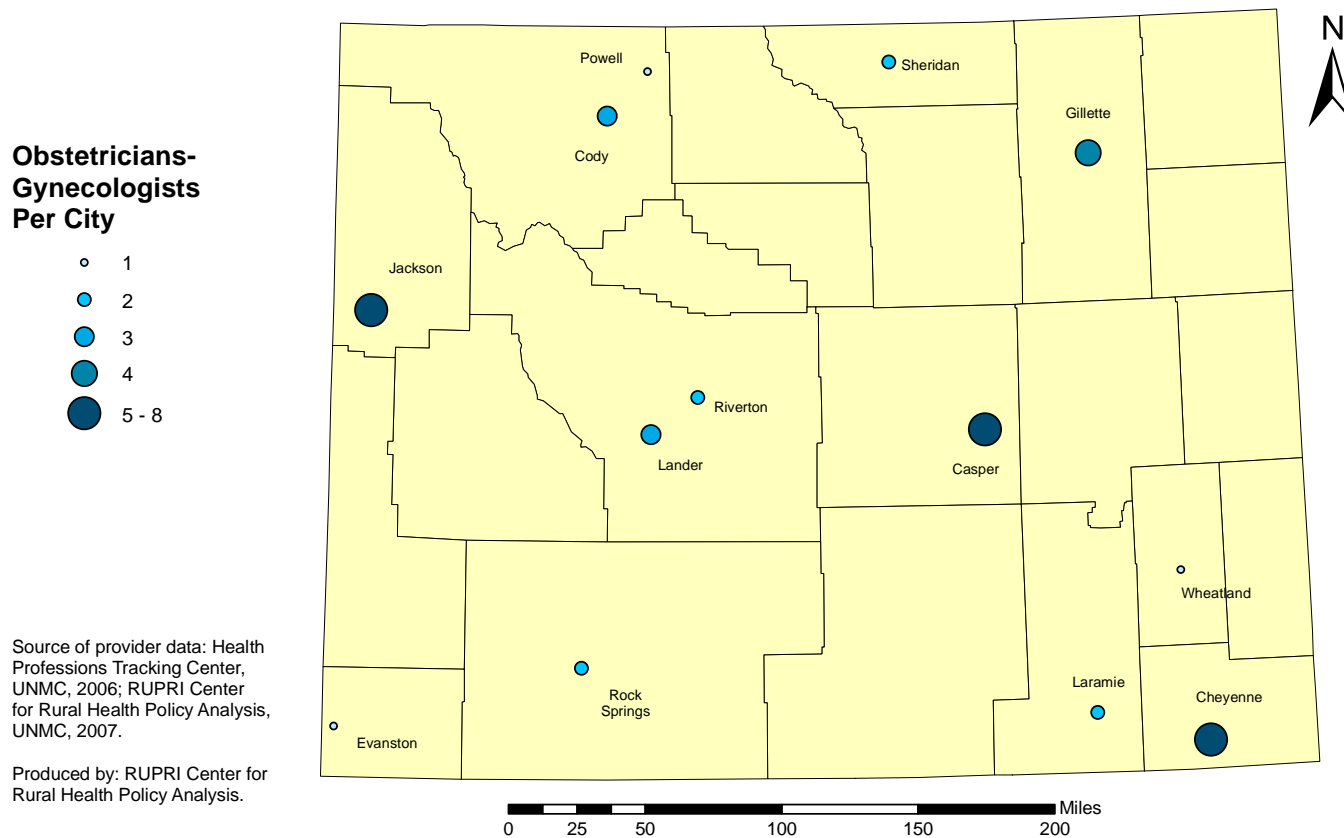 N
Powell
Sheridan
Gillette
Cody
Obstetricians-
Gynecologists
Per City
1
2
3
4
5 - 8
Jackson
Riverton
Lander
Casper
Wheatland
Source of provider data: Health
Professions Tracking Center,
UNMC, 2006; RUPRI Center
for Rural Health Policy Analysis,
UNMC, 2007.
Rock
Springs
Laramie
Cheyenne
Evanston
Produced by: RUPRI Center for
Rural Health Policy Analysis.
Miles
0 25 50 100 150 200